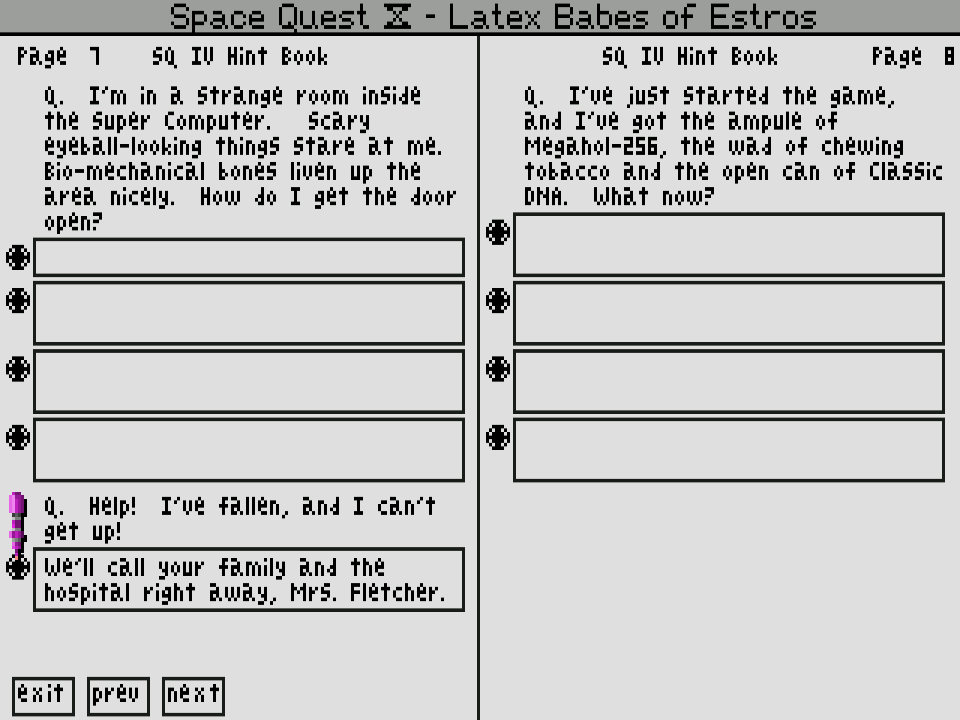 Space Quest X - Latex Babes of Estros
Page 7 SQ IV Hint Book
Q. I'm in a strange room inside
the Super Computer. Scary
eyeball-looking things stare at me.
Bio-mechanical bones liven up the
area nicely. How do I get the door
open?
Q. Help! I've fallen, and I can't
get up!
We'll call your family and the
hospital right away, Mrs. Fletcher.
exit prev next
SQ IV Hint Book Page 8
Q. I've just started the game,
and I've got the ampule of
Megahol-256, the wad of chewing
tobacco and the open can of Classic
DNA. What now?